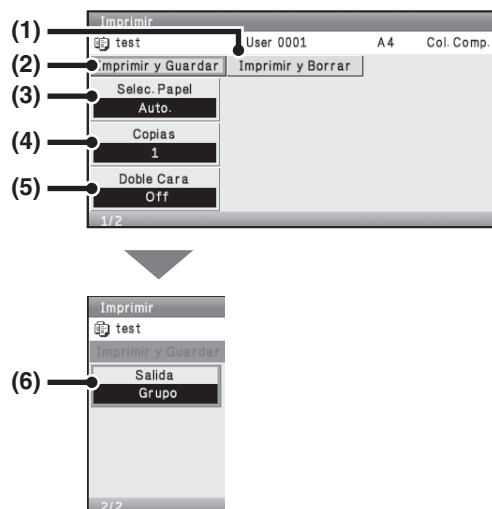 Imprimir
(1)
test User 0001 A4 Col. Comp.
(2) Imprimir y Guardar Imprimir y Borrar
(3) Selec. Papel
Auto.
(4) Copias
1
(5) Doble Cara
Off
1/2
Imprimir
test
Imprimir y Guardar
(6) Salida
Grupo
2/2